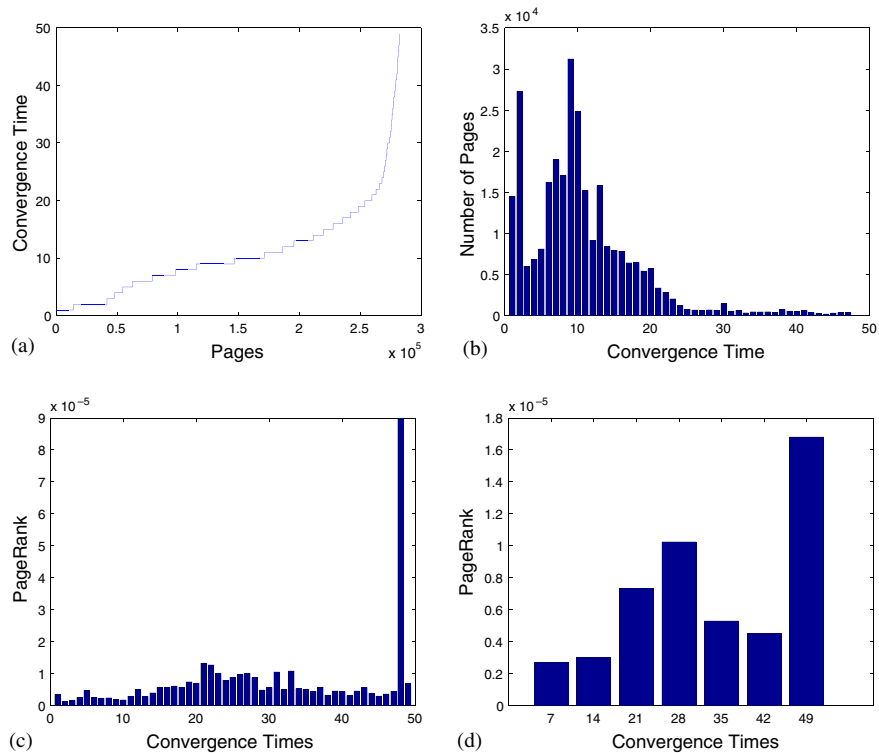 50
40
30
20
10
0
Convergence Time
0 0.5 1 1.5 2 2.5 3
Pages
x 10^5
(a)
x 10^4
3.5
3
2.5
2
1.5
1
0.5
0
Number of Pages
0 10 20 30 40 50
Convergence Time
(b)
x 10^−5
9
8
7
6
5
4
3
2
1
0
PageRank
0 10 20 30 40 50
Convergence Times
(c)
x 10^−5
1.8
1.6
1.4
1.2
1
0.8
0.6
0.4
0.2
0
PageRank
7 14 21 28 35 42 49
Convergence Times
(d)